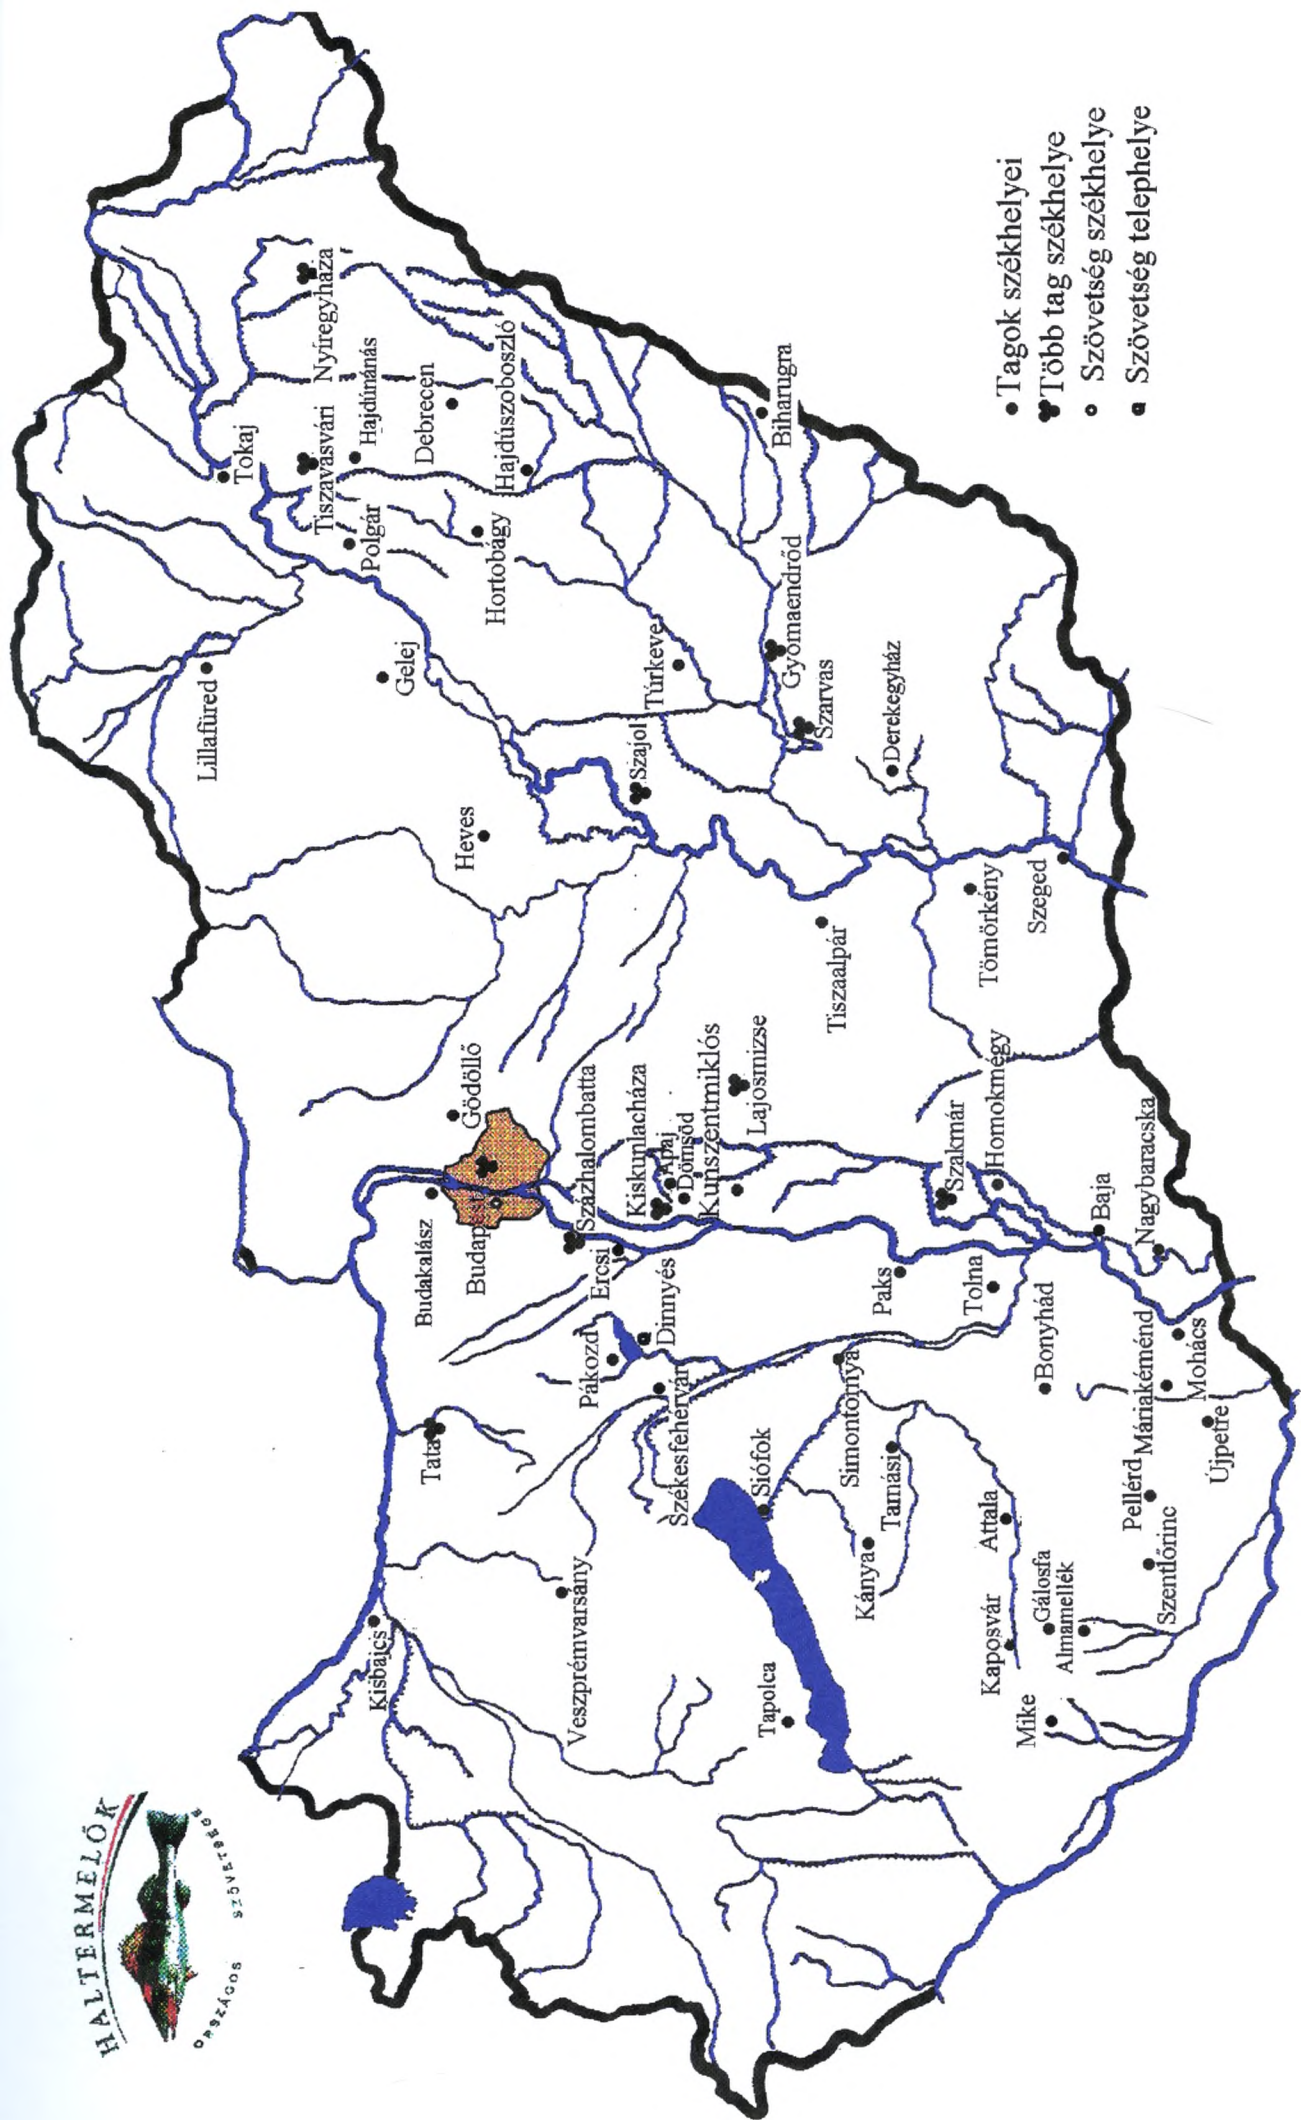 HALTERMELŐK
ORSZÁGOS SZÖVETSÉGE
Lillafüred
Tokaj
Tiszavasvári
Nyíregyháza
Hajdúnánás
Polgár
Debrecen
Gelej
Hortobágy
Hajdúszoboszló
Heves
Kisbajcs
Tata
Budakalász
Gödöllő
Budapest
Veszprémvarsány
Pákozd
Ercsi
Százhalombatta
Dinnyés
Székesfehérvár
Kiskunlacháza
Apaj
Dömsöd
Kunszentmiklós
Szajol
Túrkeve
Biharugra
Gyomaendrőd
Szarvas
Lajosmizse
Tapolca
Siófok
Tiszaalpár
Derekegyház
Simontornya
Kánya
Tamási
Paks
Szakmár
Homokmégy
Tömörkény
Szeged
Tolna
Kaposvár
Attala
Gálosfa
Almamellék
Mike
Bonyhád
Baja
Nagybaracska
Pellérd
Máriakéménd
Mohács
Szentlőrinc
Újpetre
Tagok székhelyei
Több tag székhelye
Szövetség székhelye
Szövetség telephelye